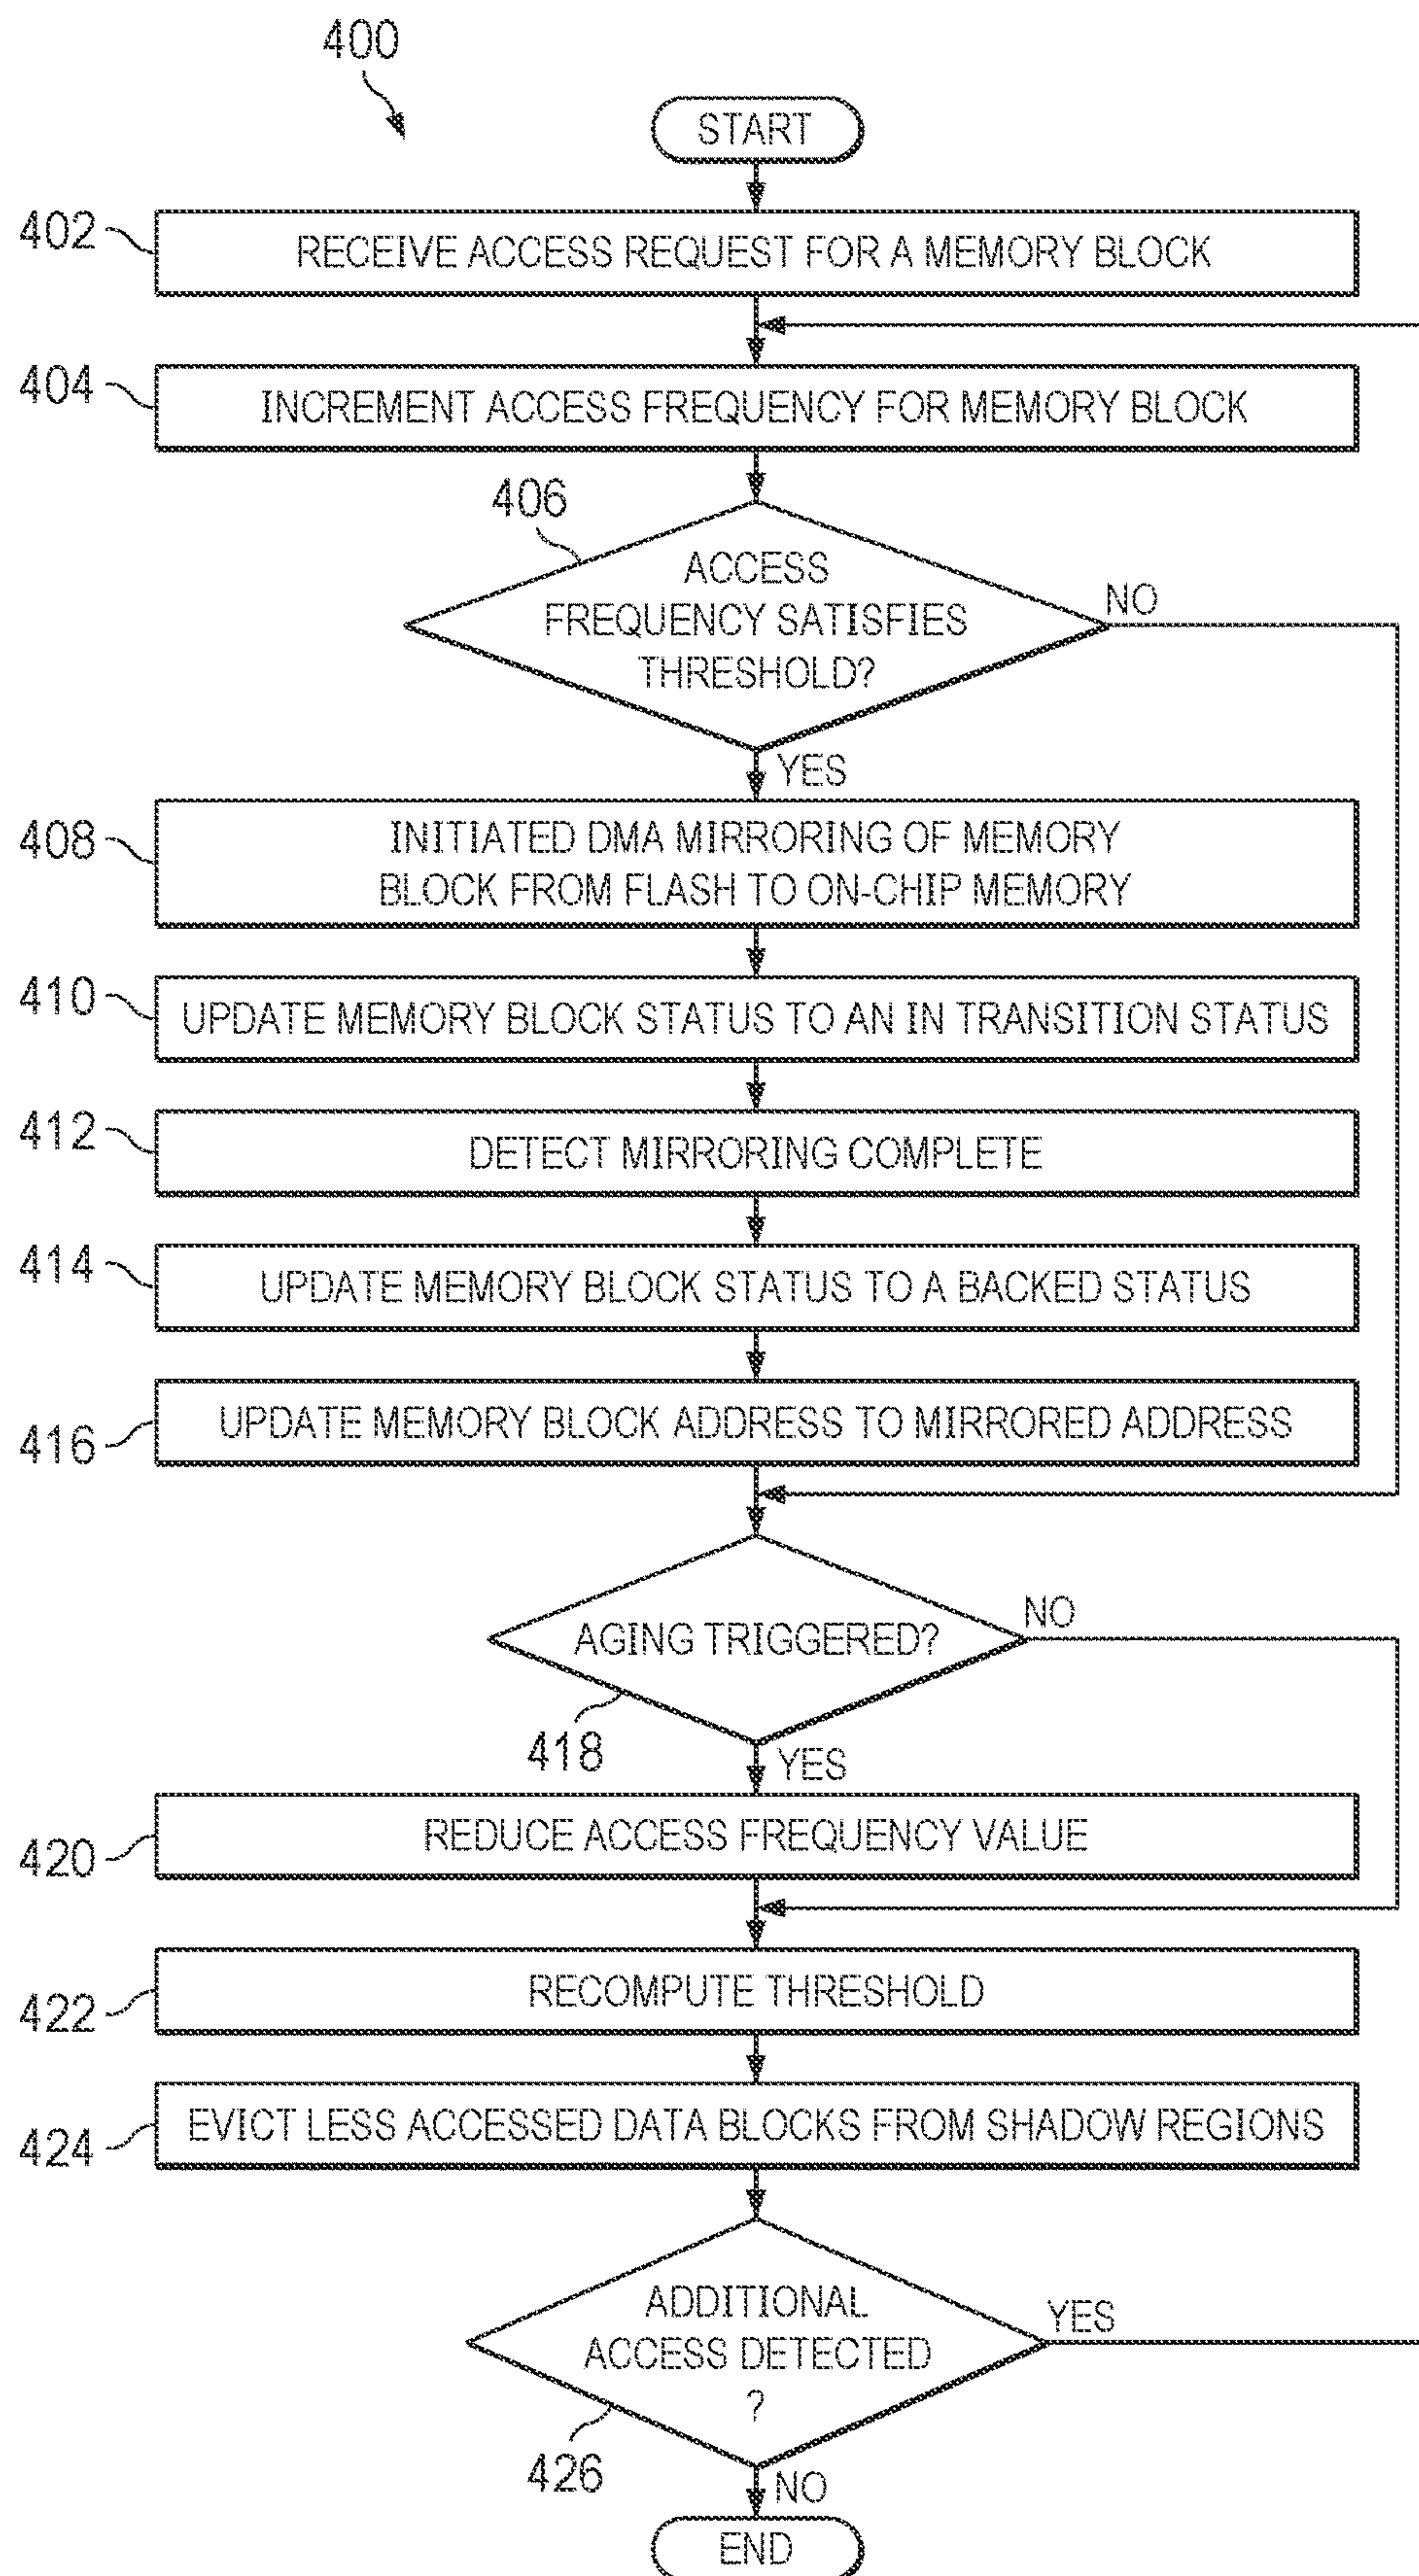 400
START
402
RECEIVE ACCESS REQUEST FOR A MEMORY BLOCK
404
INCREMENT ACCESS FREQUENCY FOR MEMORY BLOCK
406
ACCESS
FREQUENCY SATISFIES
THRESHOLD?
NO
YES
408
INITIATED DMA MIRRORING OF MEMORY
BLOCK FROM FLASH TO ON-CHIP MEMORY
410
UPDATE MEMORY BLOCK STATUS TO AN IN TRANSITION STATUS
412
DETECT MIRRORING COMPLETE
414
UPDATE MEMORY BLOCK STATUS TO A BACKED STATUS
416
UPDATE MEMORY BLOCK ADDRESS TO MIRRORED ADDRESS
AGING TRIGGERED?
NO
418
YES
420
REDUCE ACCESS FREQUENCY VALUE
422
RECOMPUTE THRESHOLD
424
EVICT LESS ACCESSED DATA BLOCKS FROM SHADOW REGIONS
ADDITIONAL
ACCESS DETECTED
?
YES
426
NO
END